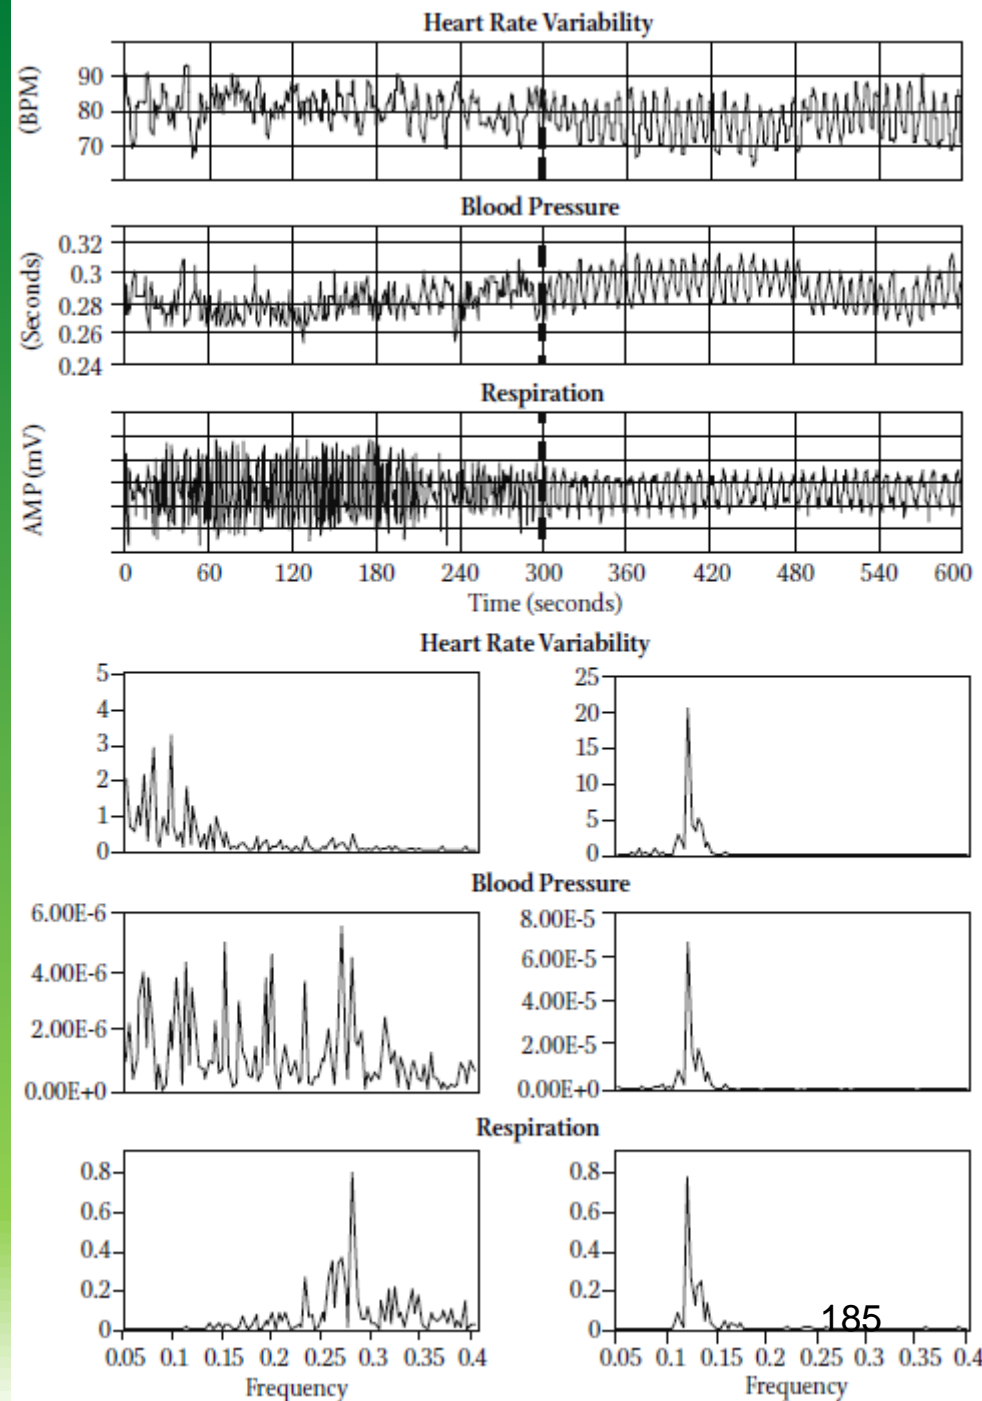 Heart Rate Variability
(BPM)
90
80
70
Blood Pressure
(Seconds)
0.32
0.3
0.28
0.26
0.24
Respiration
AMP (mV)
0 60 120 180 240 300 360 420 480 540 600
Time (seconds)
Heart Rate Variability
5
4
3
2
1
0
25
20
15
10
5
0
Blood Pressure
6.00E-6
4.00E-6
2.00E-6
0.00E+0
8.00E-5
6.00E-5
4.00E-5
2.00E-5
0.00E+0
Respiration
0.8
0.6
0.4
0.2
0
0.05 0.1 0.15 0.2 0.25 0.3 0.35 0.4
Frequency
0.8
0.6
0.4
0.2
0
185
0.05 0.1 0.15 0.2 0.25 0.3 0.35 0.4
Frequency